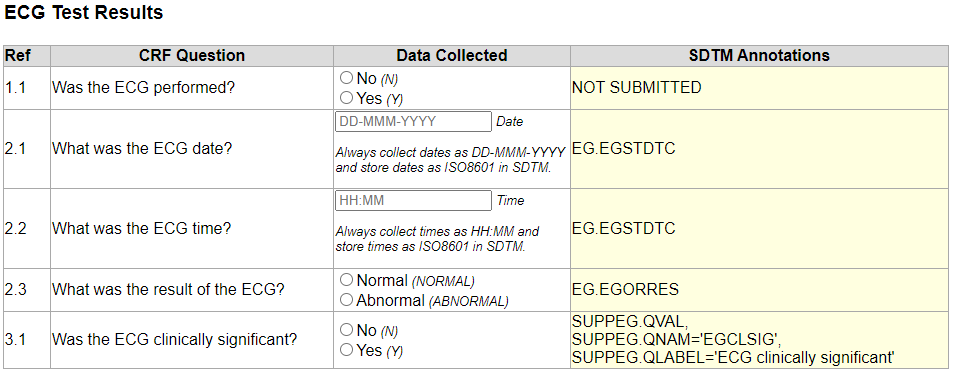 ECG Test Results
Ref CRF Question Data Collected SDTM Annotations
1.1 Was the ECG performed? No (N) NOT SUBMITTED
Yes (Y)
2.1 What was the ECG date? DD-MMM-YYYY Date EG.EGSTDTC
Always collect dates as DD-MMM-YYYY
and store dates as ISO8601 in SDTM.
2.2 What was the ECG time? HH:MM Time EG.EGSTDTC
Always collect times as HH:MM and
store times as ISO8601 in SDTM.
2.3 What was the result of the ECG? Normal (NORMAL) EG.EGORRES
Abnormal (ABNORMAL)
3.1 Was the ECG clinically significant? No (N) SUPPEG.QVAL,
Yes (Y) SUPPEG.QNAM='EGCLSIG',
SUPPEG.QLABEL='ECG clinically significant'